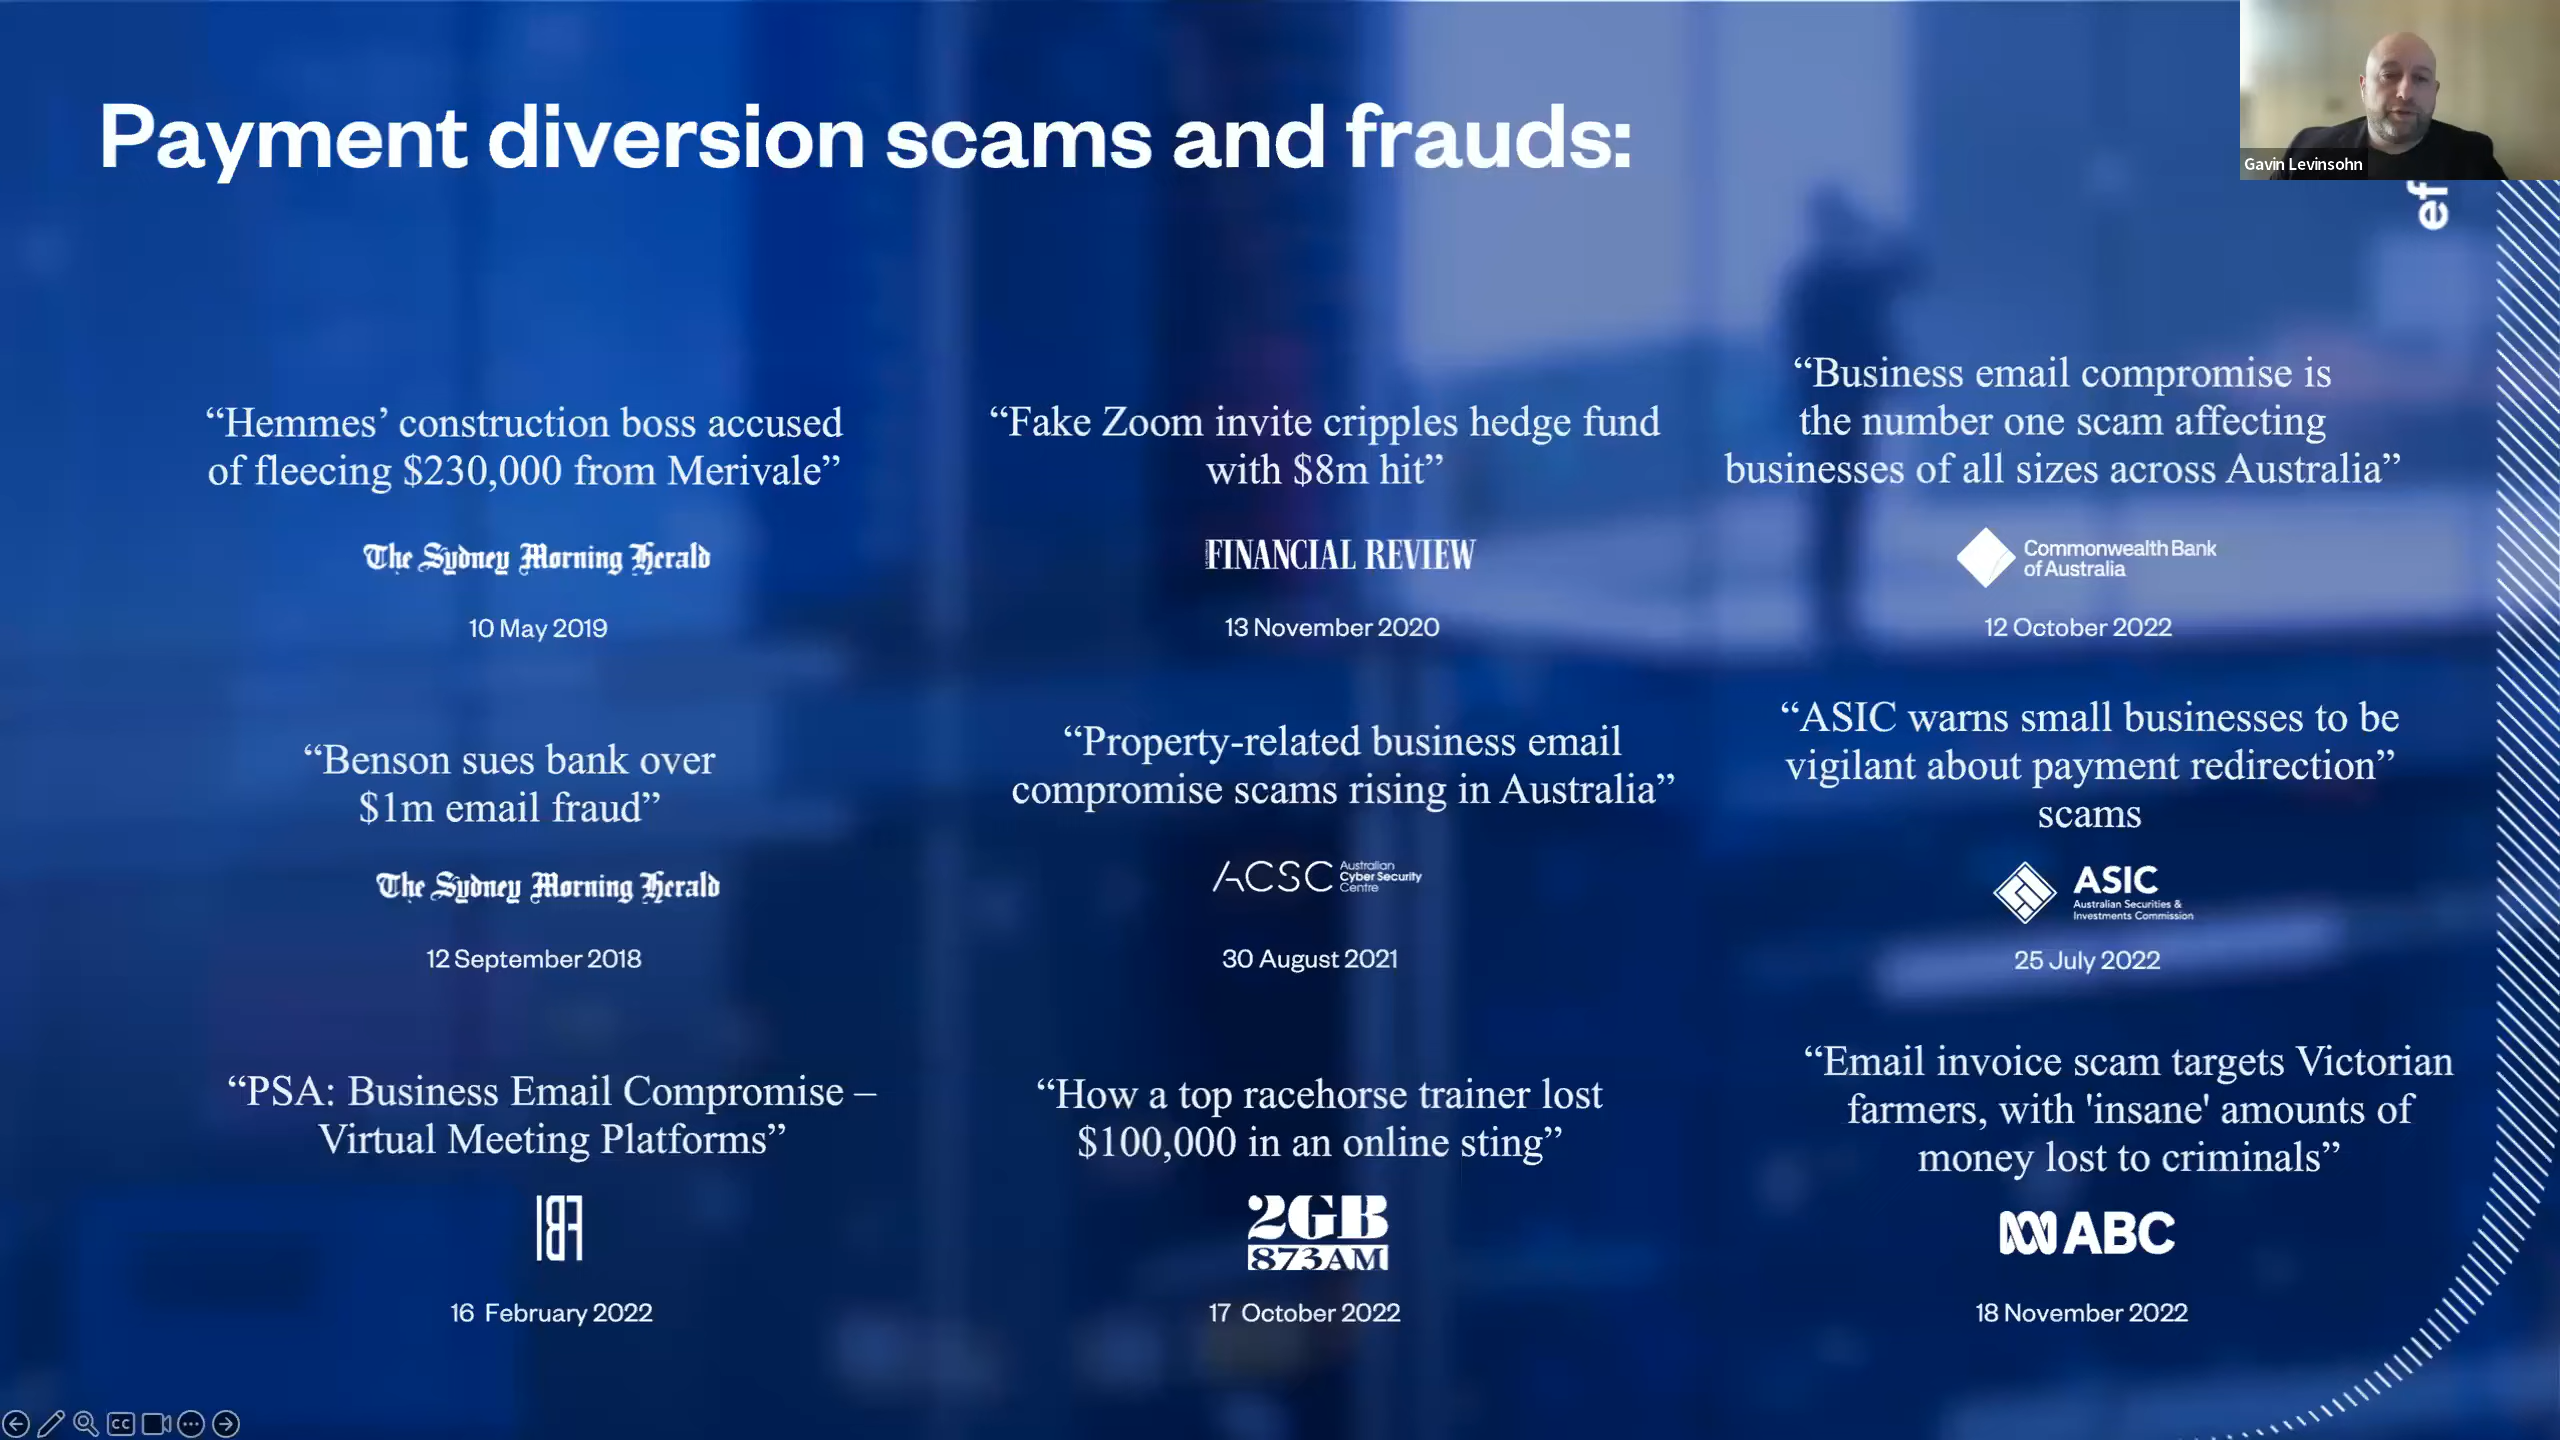 Payment diversion scams and frauds:
Gavin Levinsohn
ef
“Hemmes’ construction boss accused
of fleecing $230,000 from Merivale”
The Sydney Morning Herald
10 May 2019
“Fake Zoom invite cripples hedge fund
with $8m hit”
FINANCIAL REVIEW
13 November 2020
“Business email compromise is
the number one scam affecting
businesses of all sizes across Australia”
Commonwealth Bank
of Australia
12 October 2022
“Benson sues bank over
$1m email fraud”
The Sydney Morning Herald
12 September 2018
“Property-related business email
compromise scams rising in Australia”
ACSC
Australian
Cyber Security
Centre
30 August 2021
“ASIC warns small businesses to be
vigilant about payment redirection”
scams
ASIC
Australian Securities &
Investments Commission
25 July 2022
“PSA: Business Email Compromise –
Virtual Meeting Platforms”
16 February 2022
“How a top racehorse trainer lost
$100,000 in an online sting”
2GB
873AM
17 October 2022
“Email invoice scam targets Victorian
farmers, with 'insane' amounts of
money lost to criminals”
ABC
18 November 2022
CC